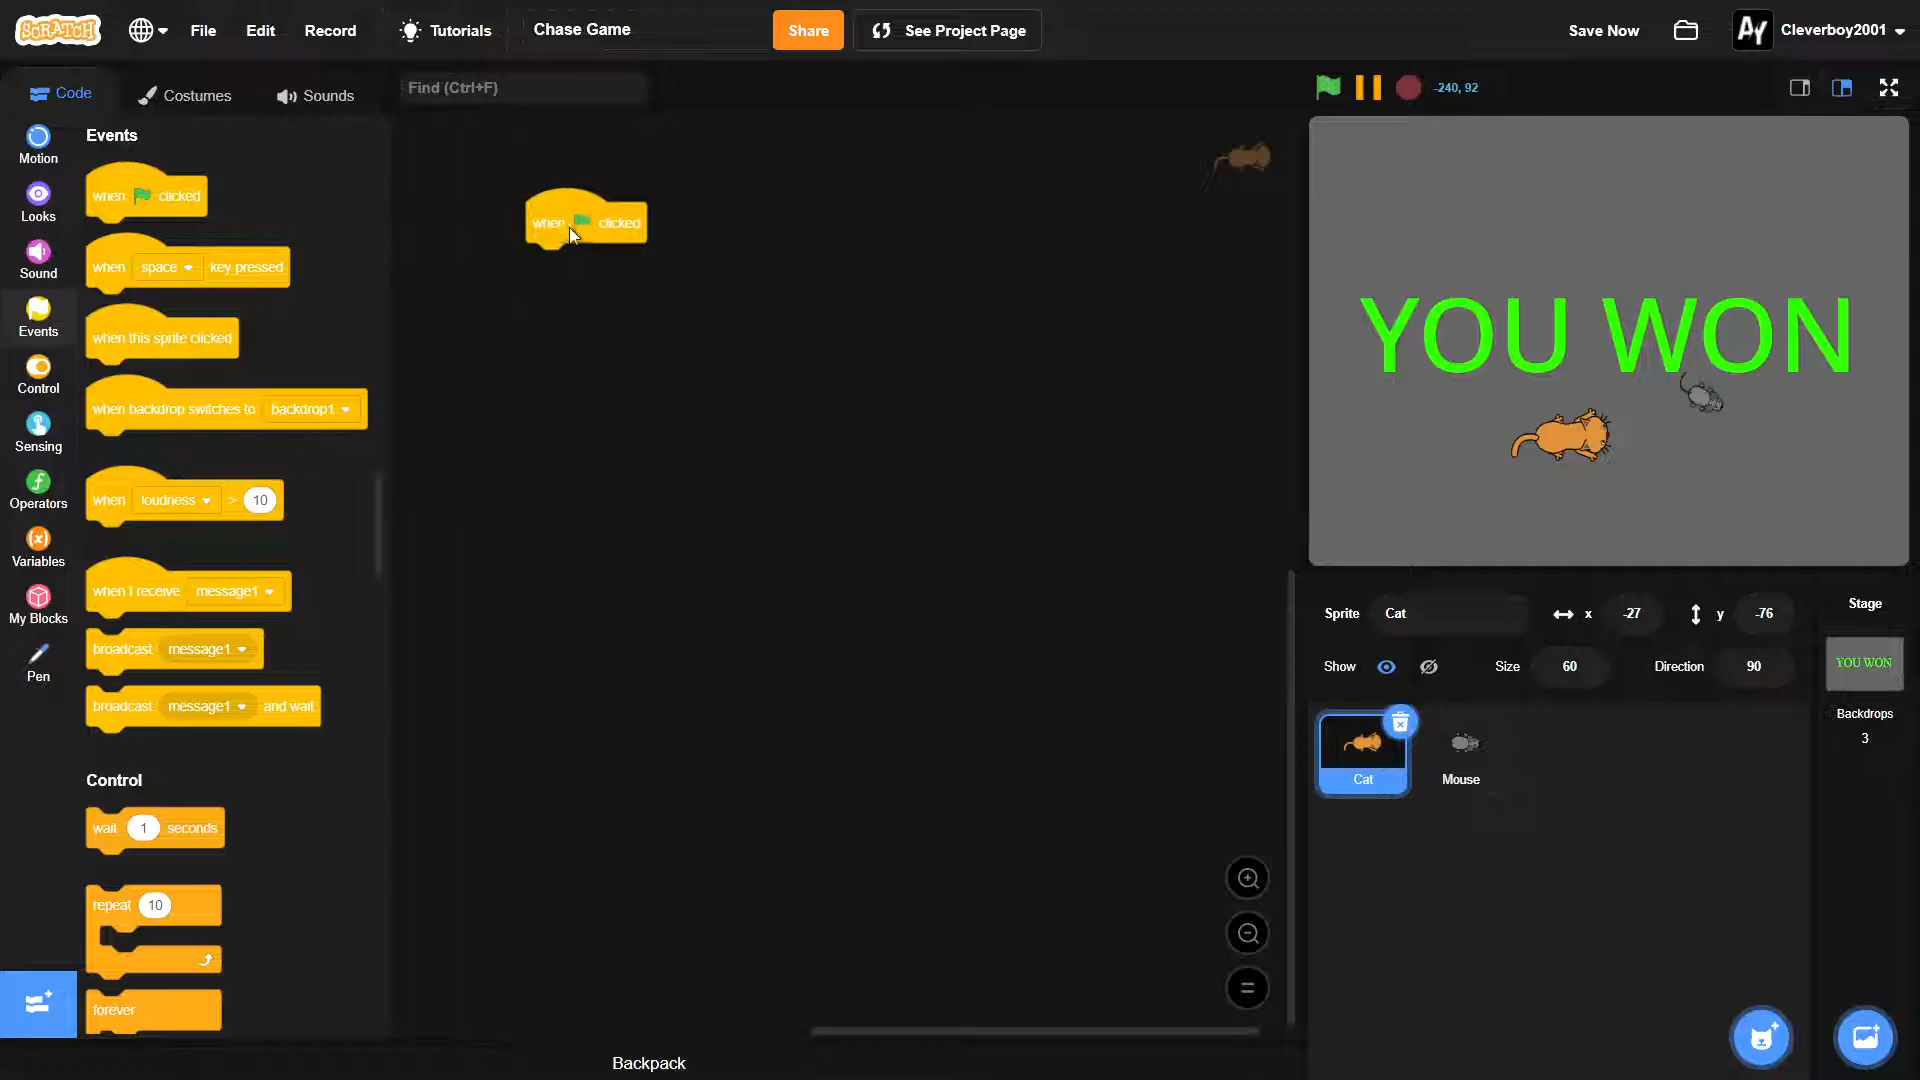 SCRATCH File Edit Record Tutorials Chase Game Share See Project Page Save Now Ay Cleverboy2001
Code Costumes Sounds Find (Ctrl+F) -240, 92
Motion
Looks
Sound
Events
Control
Sensing
Operators
Variables
My Blocks
Pen
Events
when clicked
when space key pressed
when this sprite clicked
when backdrop switches to backdrop1
when loudness > 10
when I receive message1
broadcast message1
broadcast message1 and wait
Control
wait 1 seconds
repeat 10
forever
when clicked
Backpack
YOU WON
Sprite Cat x -27 y -76
Show Size 60 Direction 90
Cat Mouse
Stage
YOU WON
Backdrops
3